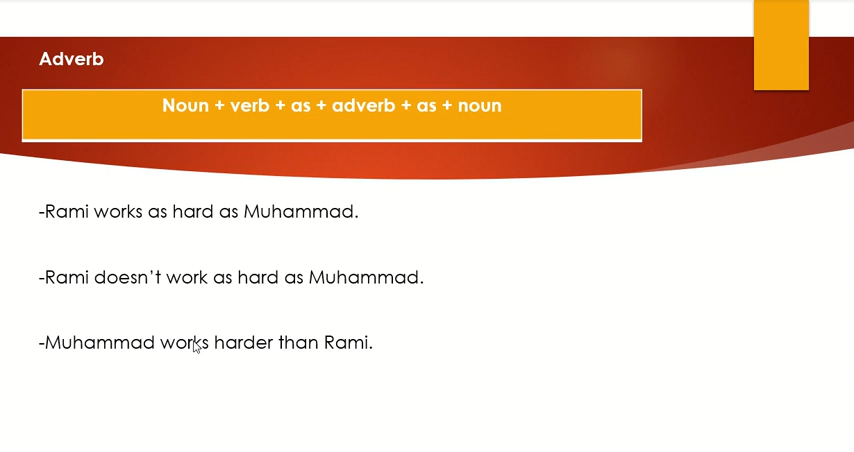 Adverb
Noun + verb + as + adverb + as + noun
-Rami works as hard as Muhammad.
-Rami doesn’t work as hard as Muhammad.
-Muhammad works harder than Rami.